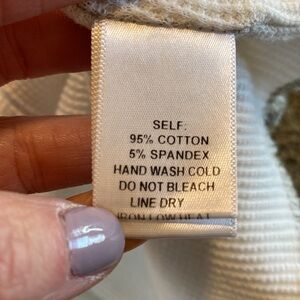 SELF:
95% COTTON
5% SPANDEX
HAND WASH COLD
DO NOT BLEACH
LINE DRY
IRON LOW HEAT